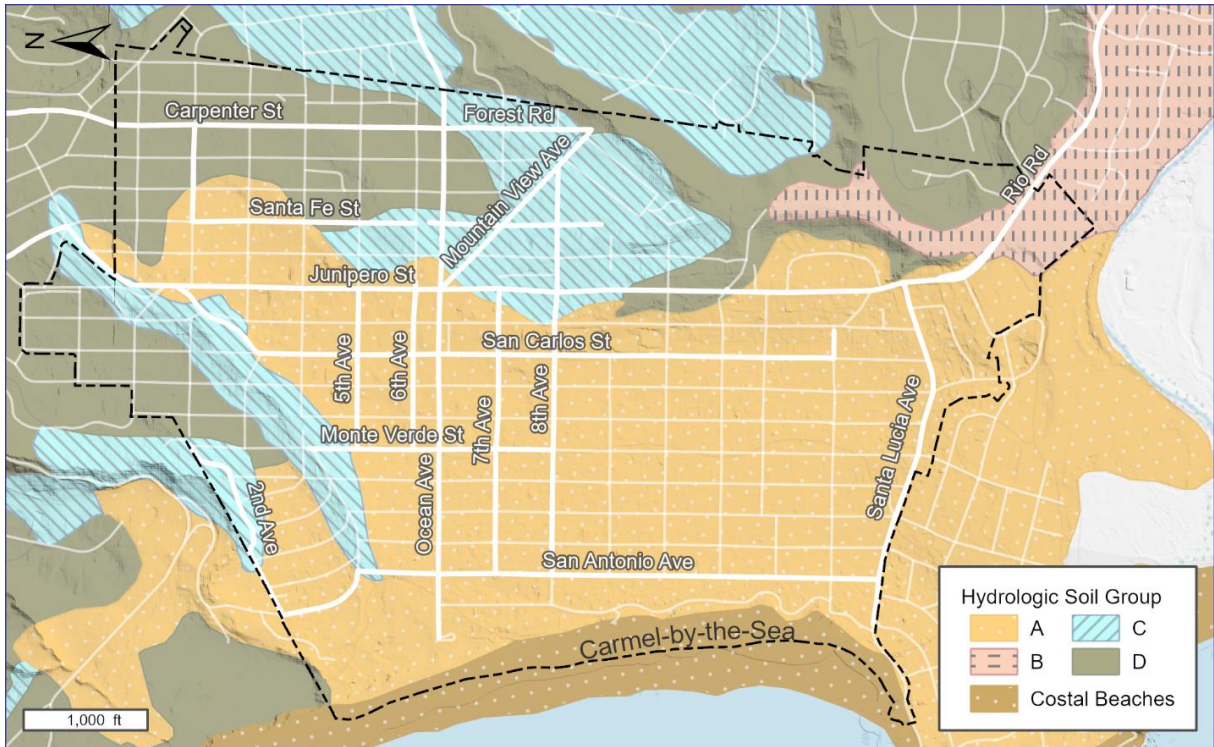 N
Carpenter St
Forest Rd
Mountain View Ave
Rio Rd
Santa Fe St
Junipero St
San Carlos St
5th Ave
6th Ave
7th Ave
8th Ave
Monte Verde St
Ocean Ave
Santa Lucia Ave
2nd Ave
San Antonio Ave
Carmel-by-the-Sea
1,000 ft
Hydrologic Soil Group
A
C
B
D
Costal Beaches